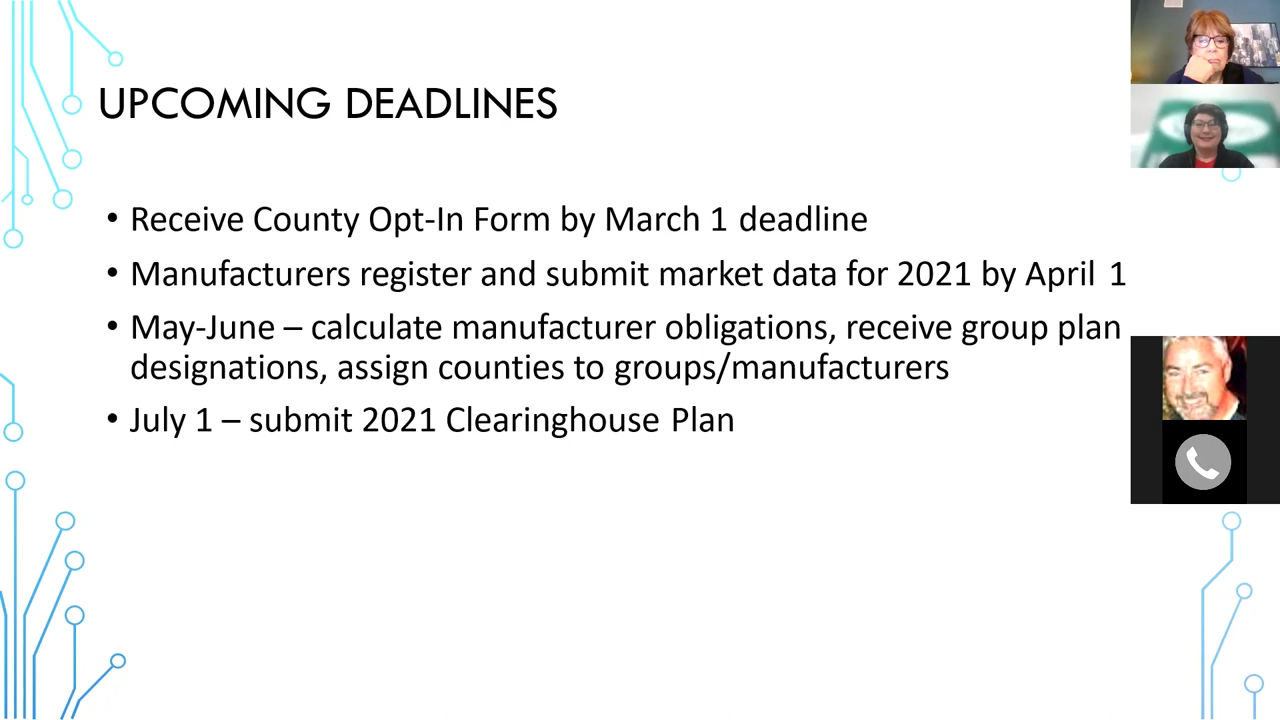 UPCOMING DEADLINES
• Receive County Opt-In Form by March 1 deadline
• Manufacturers register and submit market data for 2021 by April 1
• May-June – calculate manufacturer obligations, receive group plan
designations, assign counties to groups/manufacturers
• July 1 – submit 2021 Clearinghouse Plan